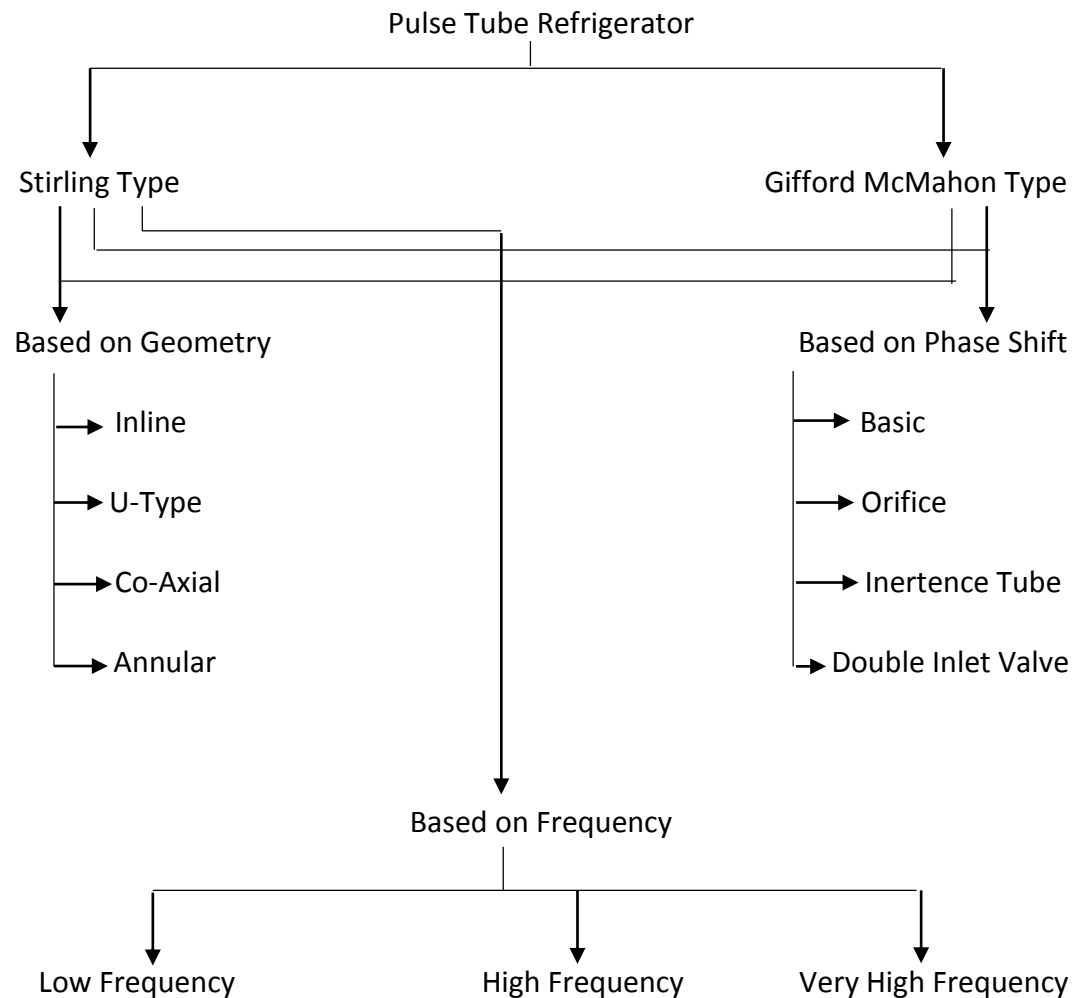 Pulse Tube Refrigerator
Stirling Type
Gifford McMahon Type
Based on Geometry
Based on Phase Shift
Inline
Basic
U-Type
Orifice
Co-Axial
Inertence Tube
Annular
Double Inlet Valve
Based on Frequency
Low Frequency
High Frequency
Very High Frequency